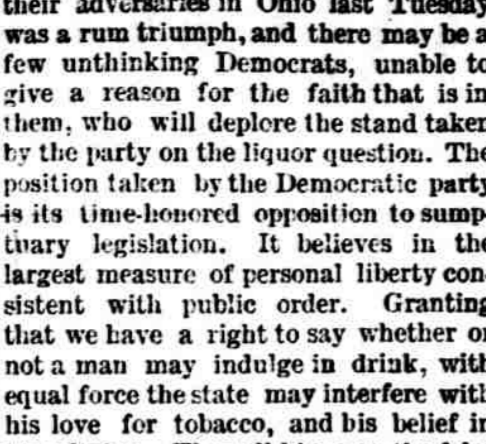 their adversaries in Ohio last Tuesday
was a rum triumph, and there may be a
few unthinking Democrats, unable to
give a reason for the faith that is in
them, who will deplore the stand taken
by the party on the liquor question. The
position taken by the Democratic party
is its time-honored opposition to sump
tuary legislation. It believes in the
largest measure of personal liberty con
sistent with public order. Granting
that we have a right to say whether or
not a man may indulge in drink, with
equal force the state may interfere with
his love for tobacco, and his belief in